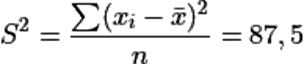 S² = ∑(xᵢ − x̄)² / n = 87,5